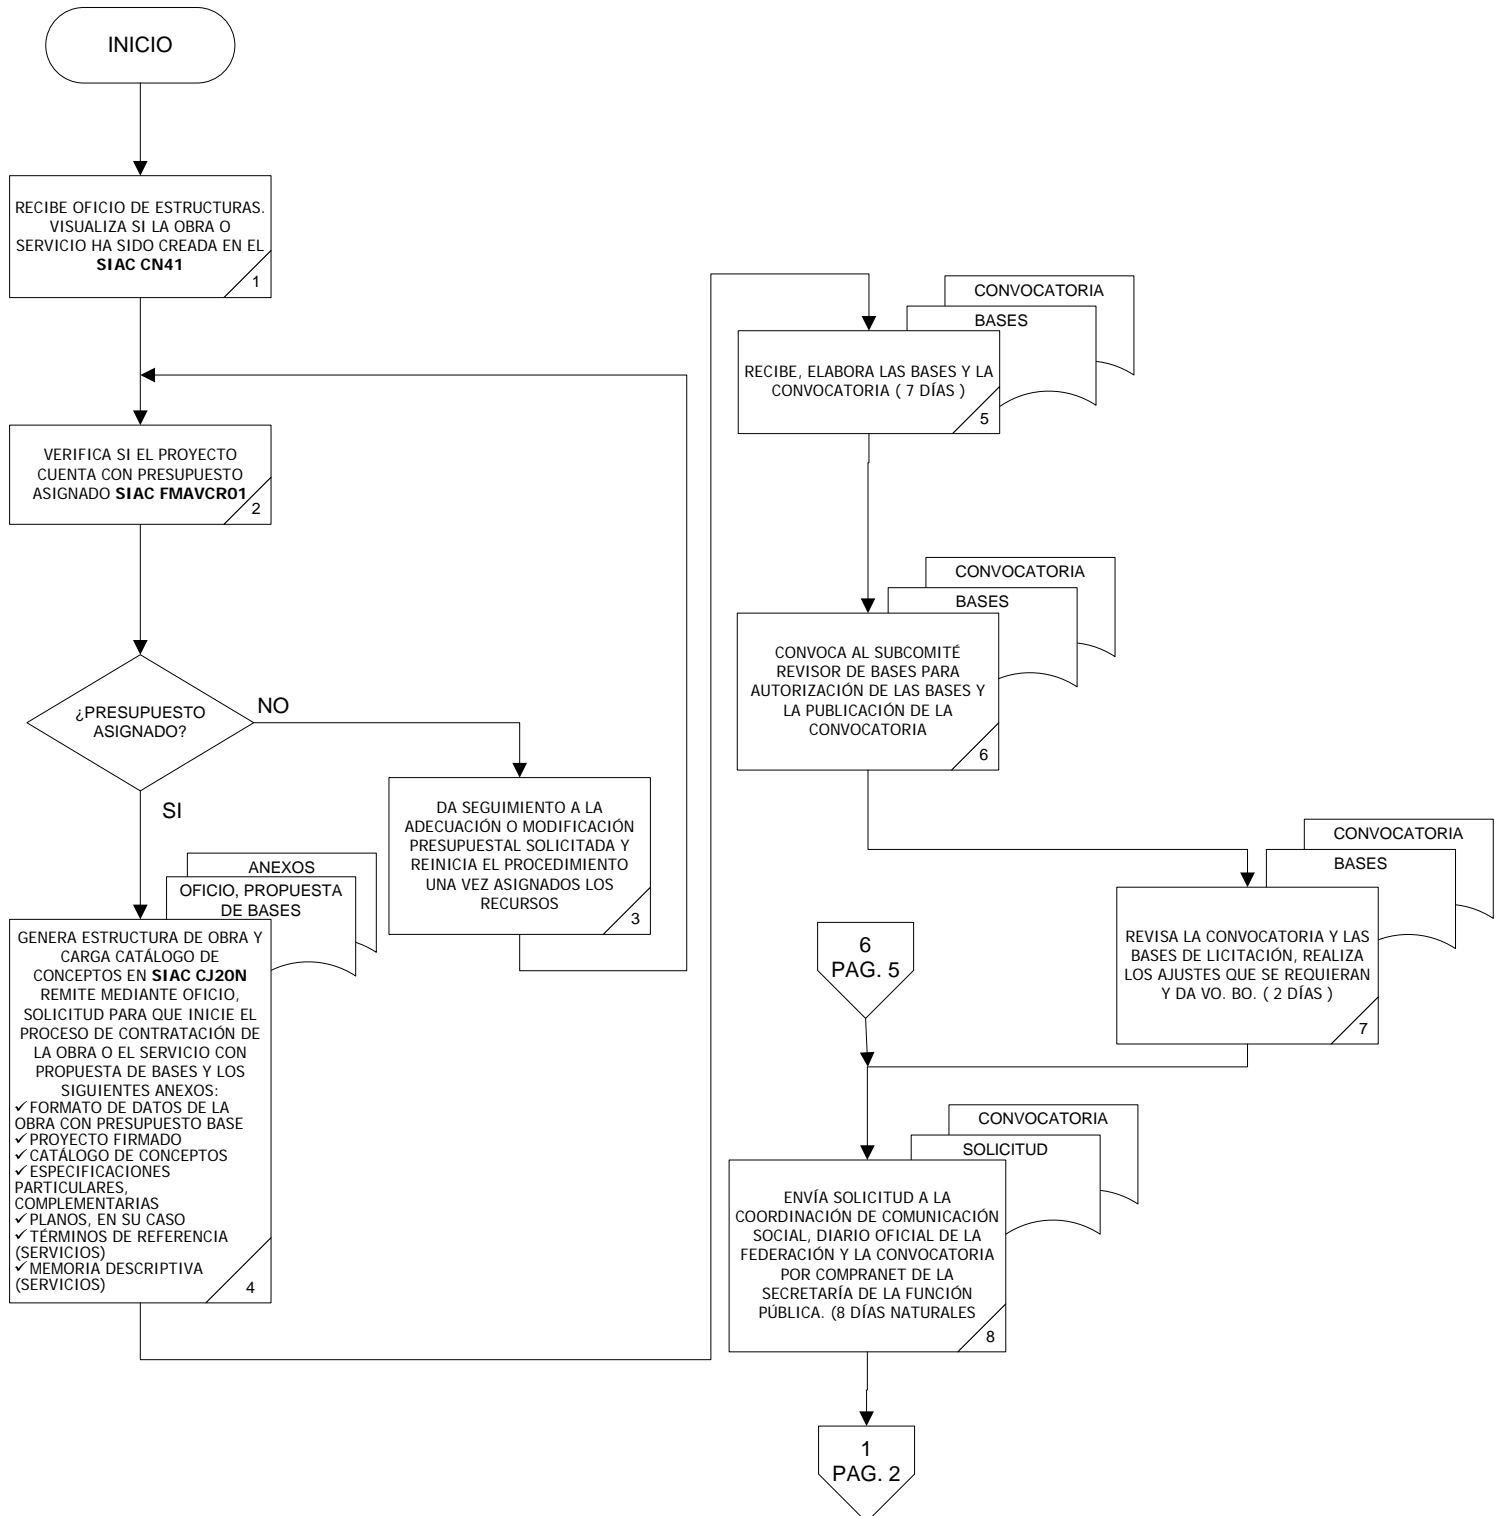 INICIO
RECIBE OFICIO DE ESTRUCTURAS.
VISUALIZA SI LA OBRA O
SERVICIO HA SIDO CREADA EN EL
SIAC CN41
1
VERIFICA SI EL PROYECTO
CUENTA CON PRESUPUESTO
ASIGNADO SIAC FMAVCR01
2
¿PRESUPUESTO
ASIGNADO?
NO
SI
DA SEGUIMIENTO A LA
ADECUACIÓN O MODIFICACIÓN
PRESUPUESTAL SOLICITADA Y
REINICIA EL PROCEDIMIENTO
UNA VEZ ASIGNADOS LOS
RECURSOS
3
ANEXOS
OFICIO, PROPUESTA
DE BASES
GENERA ESTRUCTURA DE OBRA Y
CARGA CATÁLOGO DE
CONCEPTOS EN SIAC CJ20N
REMITE MEDIANTE OFICIO,
SOLICITUD PARA QUE INICIE EL
PROCESO DE CONTRATACIÓN DE
LA OBRA O EL SERVICIO CON
PROPUESTA DE BASES Y LOS
SIGUIENTES ANEXOS:
✓FORMATO DE DATOS DE LA
OBRA CON PRESUPUESTO BASE
✓PROYECTO FIRMADO
✓CATÁLOGO DE CONCEPTOS
✓ESPECIFICACIONES
PARTICULARES,
COMPLEMENTARIAS
✓PLANOS, EN SU CASO
✓TÉRMINOS DE REFERENCIA
(SERVICIOS)
✓MEMORIA DESCRIPTIVA
(SERVICIOS)
4
CONVOCATORIA
BASES
RECIBE, ELABORA LAS BASES Y LA
CONVOCATORIA ( 7 DÍAS )
5
CONVOCATORIA
BASES
CONVOCA AL SUBCOMITÉ
REVISOR DE BASES PARA
AUTORIZACIÓN DE LAS BASES Y
LA PUBLICACIÓN DE LA
CONVOCATORIA
6
CONVOCATORIA
BASES
REVISA LA CONVOCATORIA Y LAS
BASES DE LICITACIÓN, REALIZA
LOS AJUSTES QUE SE REQUIERAN
Y DA VO. BO. ( 2 DÍAS )
7
6
PAG. 5
CONVOCATORIA
SOLICITUD
ENVÍA SOLICITUD A LA
COORDINACIÓN DE COMUNICACIÓN
SOCIAL, DIARIO OFICIAL DE LA
FEDERACIÓN Y LA CONVOCATORIA
POR COMPRANET DE LA
SECRETARÍA DE LA FUNCIÓN
PÚBLICA. (8 DÍAS NATURALES
8
1
PAG. 2